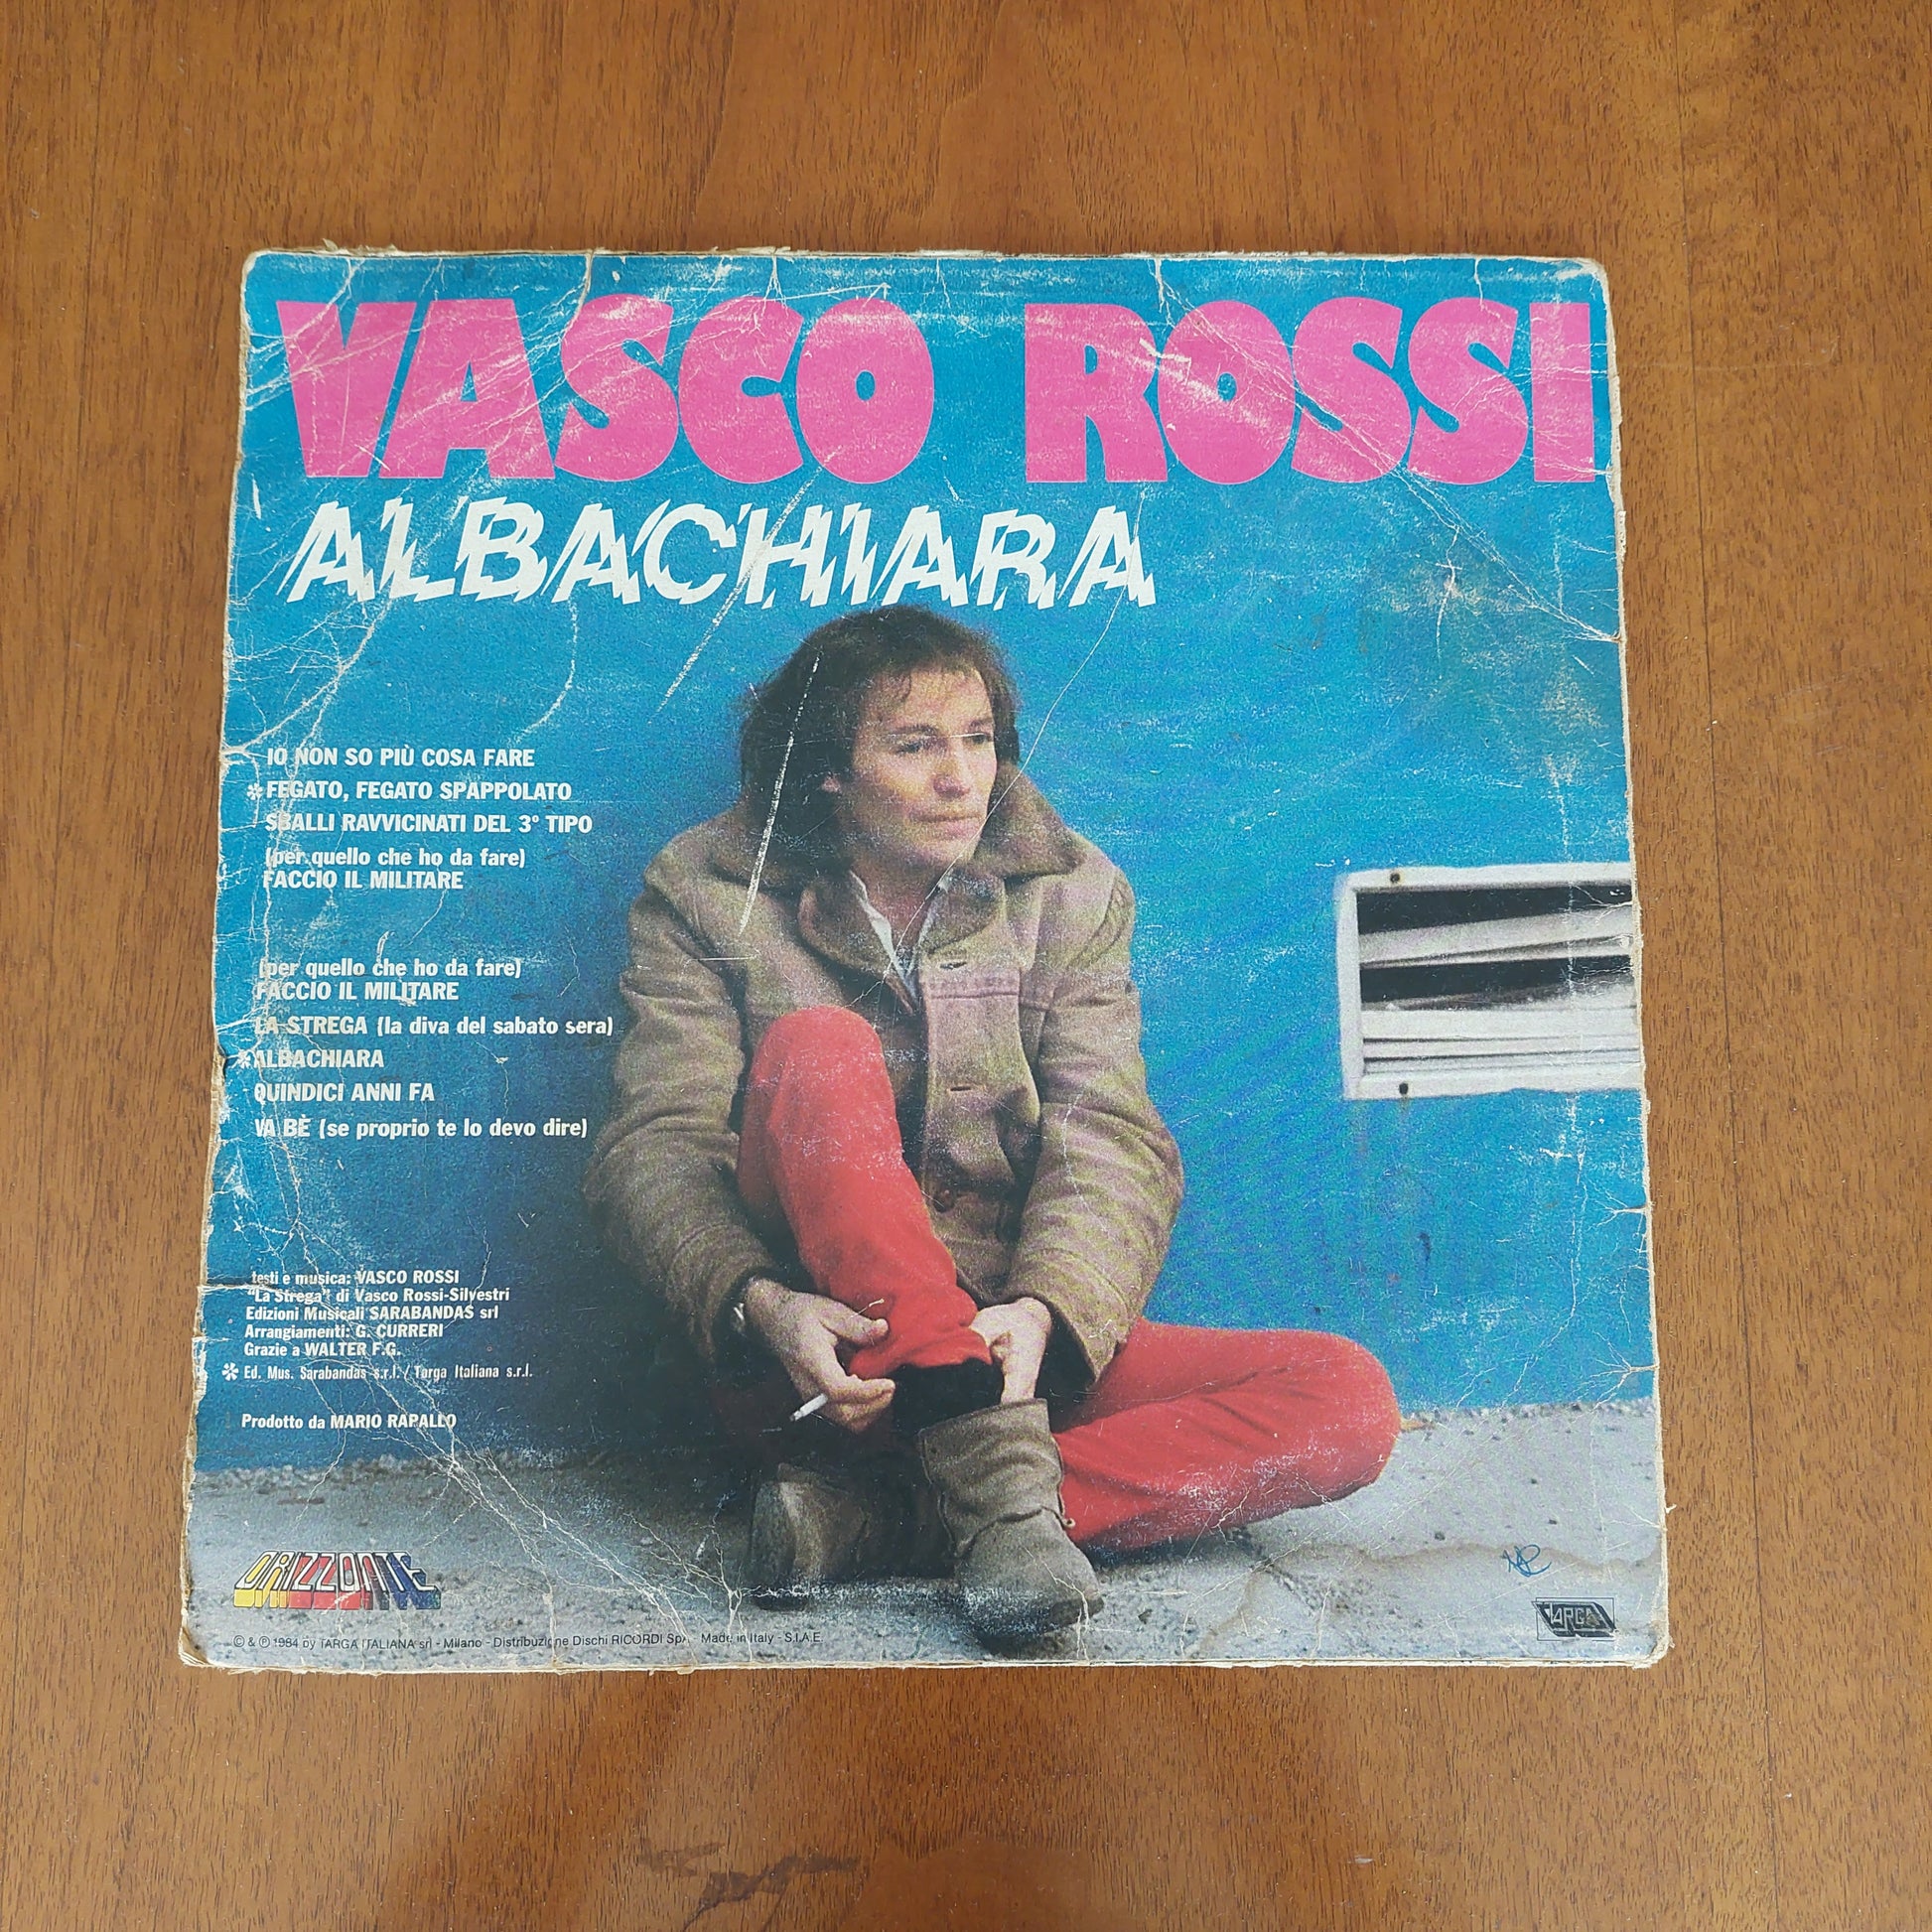 VASCO ROSSI
ALBACHIARA
IO NON SO PIÙ COSA FARE
*FEGATO, FEGATO SPAPPOLATO
SBALLI RAVVICINATI DEL 3° TIPO
(per quello che ho da fare)
FACCIO IL MILITARE
(per quello che ho da fare)
FACCIO IL MILITARE
LA STREGA (la diva del sabato sera)
*ALBACHIARA
QUINDICI ANNI FA
VA BÈ (se proprio te lo devo dire)
testi e musica: VASCO ROSSI
"La Strega" di Vasco Rossi-Silvestri
Edizioni Musicali SARABANDAS srl
Arrangiamenti: G. CURRERI
Grazie a WALTER F.G.
* Ed. Mus. Sarabandas s.r.l. / Targa Italiana s.r.l.
Prodotto da MARIO RAPALLO
ORIZZONTE
TARGA
© & ℗ 1984 by TARGA ITALIANA srl - Milano - Distribuzione Dischi RICORDI SpA - Made in Italy - S.I.A.E.